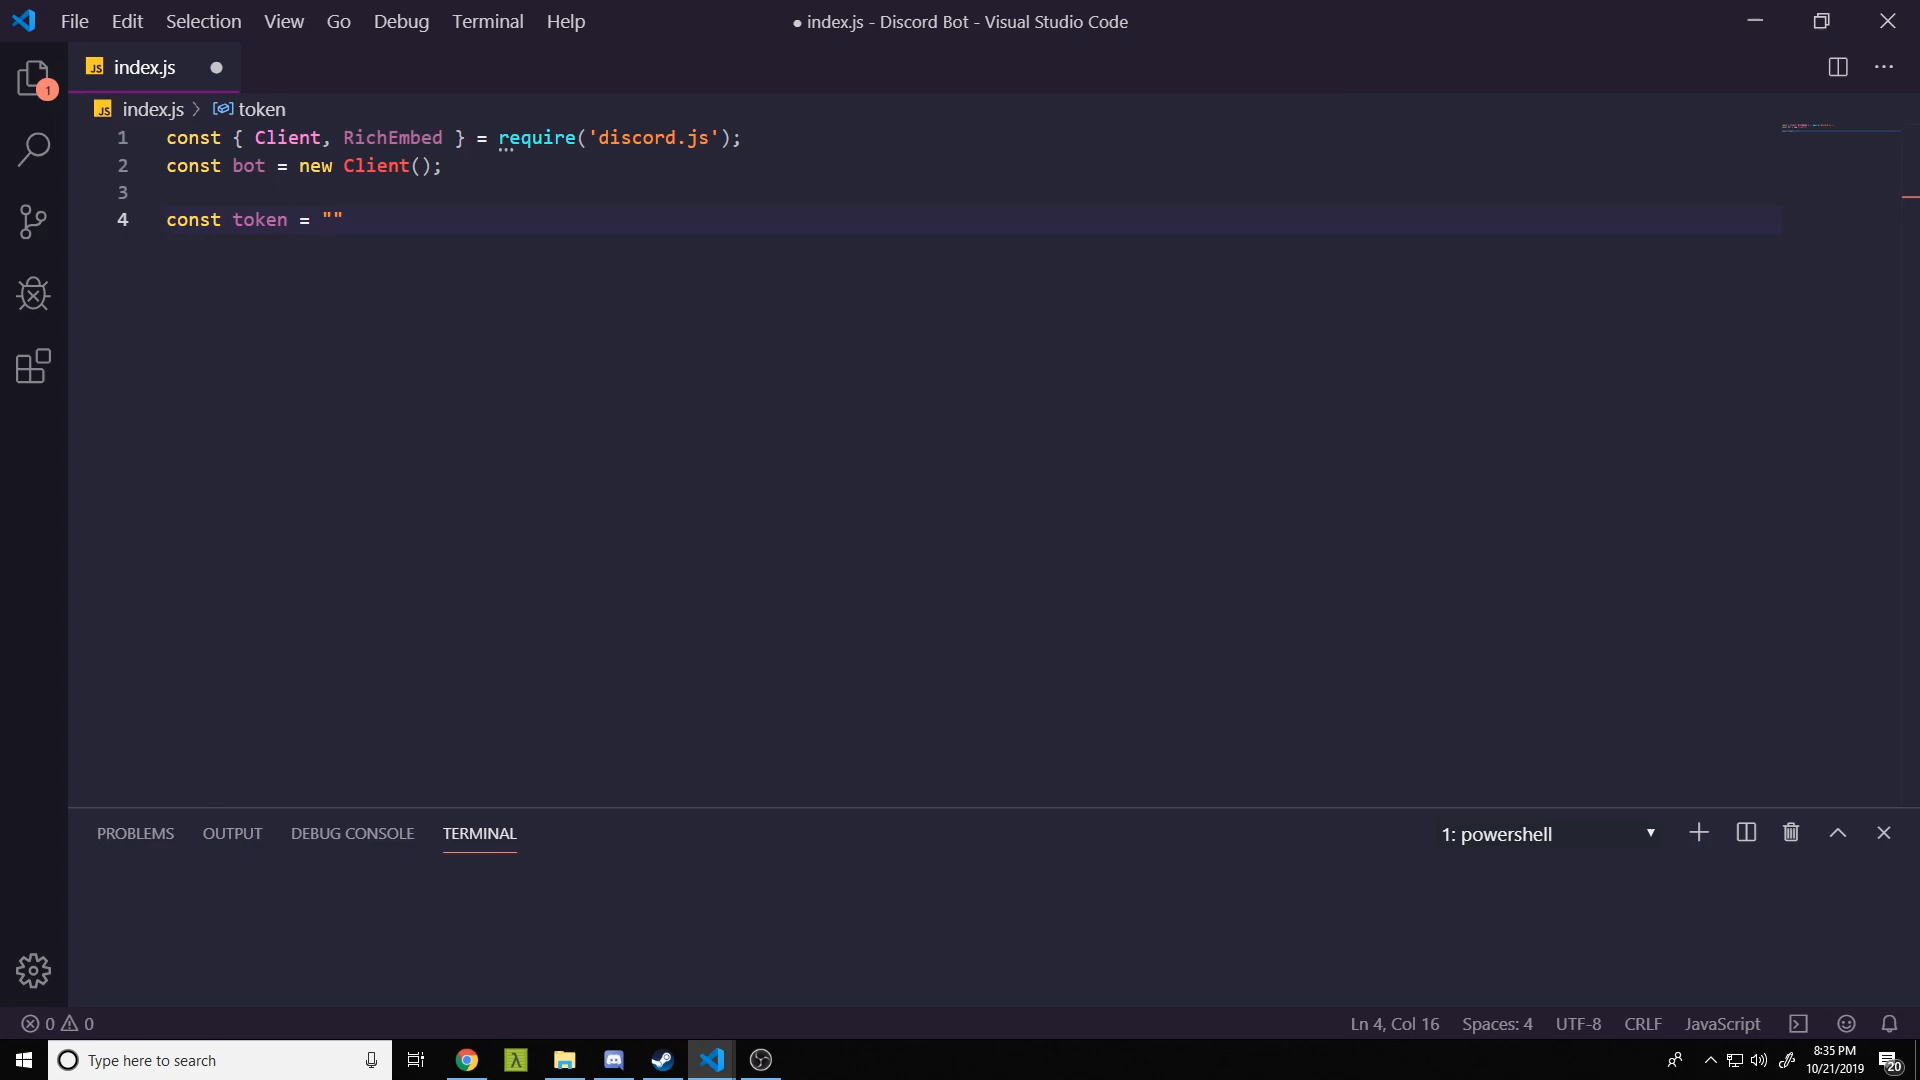 File Edit Selection View Go Debug Terminal Help
● index.js - Discord Bot - Visual Studio Code
JS index.js
1
JS index.js > token
1 const { Client, RichEmbed } = require('discord.js');
2 const bot = new Client();
3
4 const token = ""
PROBLEMS OUTPUT DEBUG CONSOLE TERMINAL
1: powershell
0 0
Ln 4, Col 16 Spaces: 4 UTF-8 CRLF JavaScript
Type here to search
8:35 PM
10/21/2019
20